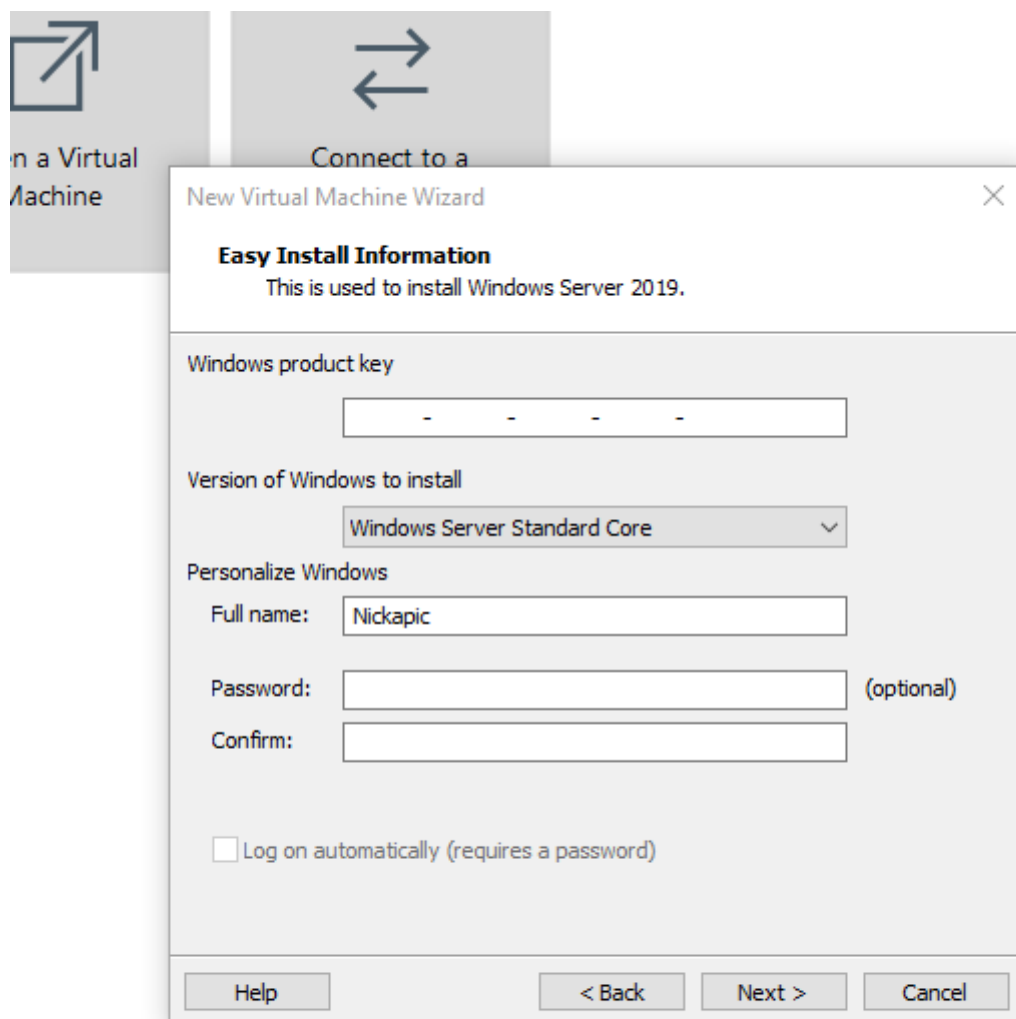 n a Virtual
Machine
Connect to a
New Virtual Machine Wizard
Easy Install Information
This is used to install Windows Server 2019.
Windows product key
- - - -
Version of Windows to install
Windows Server Standard Core
Personalize Windows
Full name:
Nickapic
Password:
(optional)
Confirm:
Log on automatically (requires a password)
Help
< Back
Next >
Cancel